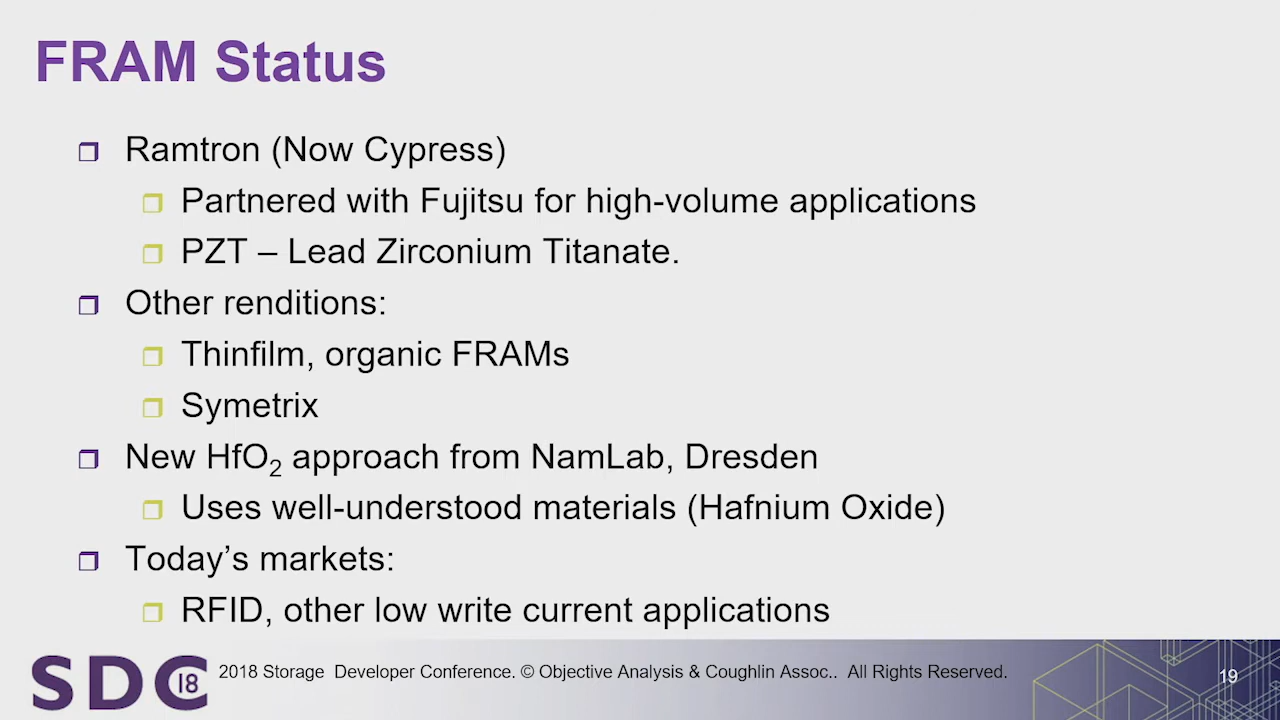 FRAM Status
Ramtron (Now Cypress)
Partnered with Fujitsu for high-volume applications
PZT – Lead Zirconium Titanate.
Other renditions:
Thinfilm, organic FRAMs
Symetrix
New HfO₂ approach from NamLab, Dresden
Uses well-understood materials (Hafnium Oxide)
Today’s markets:
RFID, other low write current applications
SDC 18
2018 Storage Developer Conference. © Objective Analysis & Coughlin Assoc.. All Rights Reserved.
19